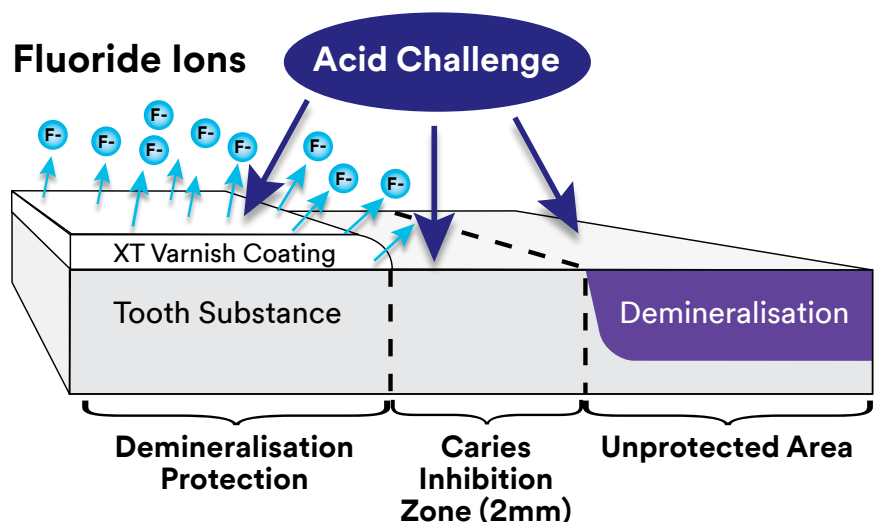 Fluoride Ions
Acid Challenge
F-
F-
F-
F-
F-
F-
F-
F-
F-
XT Varnish Coating
Tooth Substance
Demineralisation
Demineralisation
Protection
Caries
Inhibition
Zone (2mm)
Unprotected Area